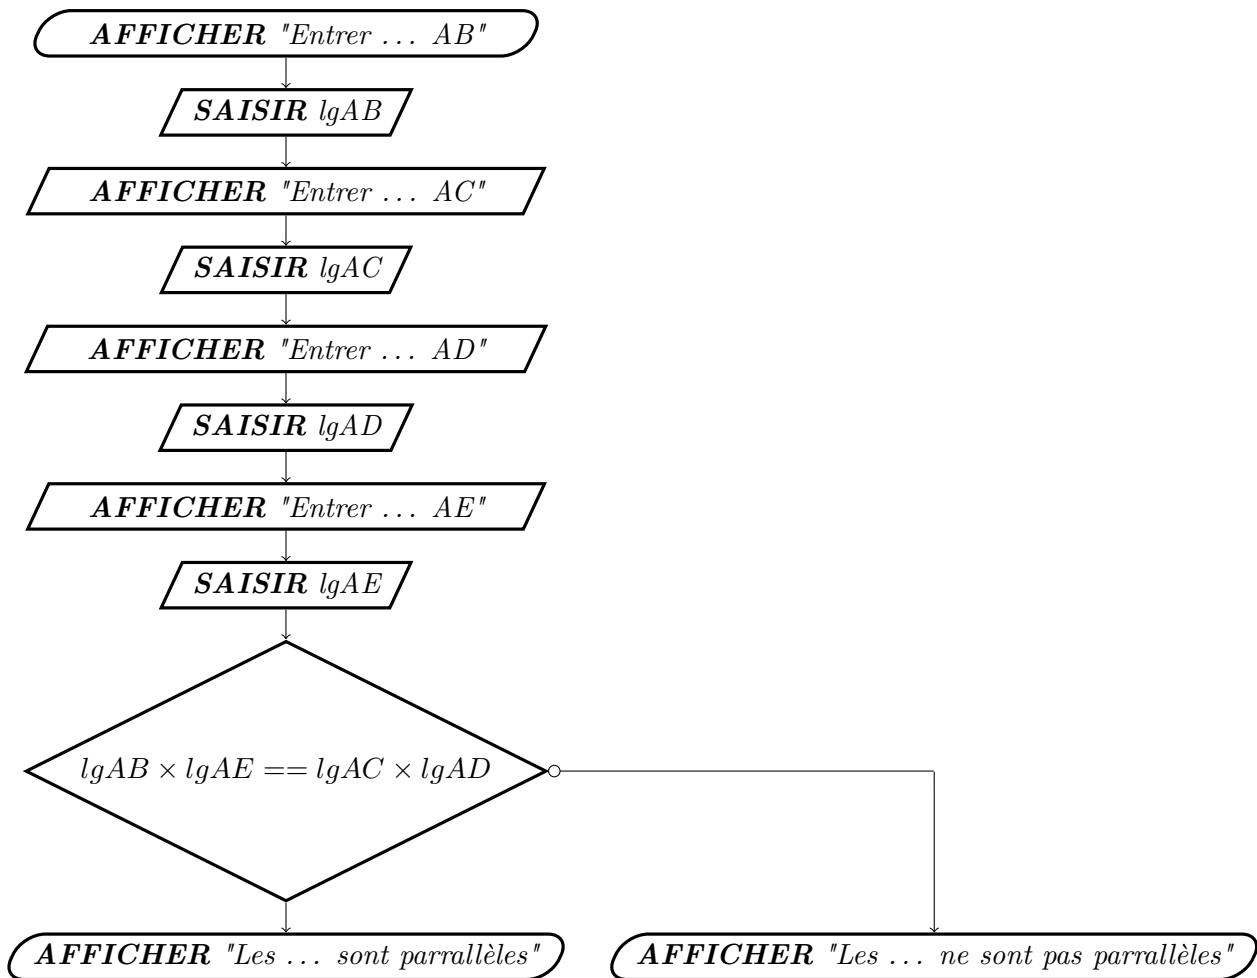 AFFICHER "Entrer ... AB"
SAISIR lgAB
AFFICHER "Entrer ... AC"
SAISIR lgAC
AFFICHER "Entrer ... AD"
SAISIR lgAD
AFFICHER "Entrer ... AE"
SAISIR lgAE
lgAB × lgAE == lgAC × lgAD
AFFICHER "Les ... sont parrallèles"
AFFICHER "Les ... ne sont pas parrallèles"